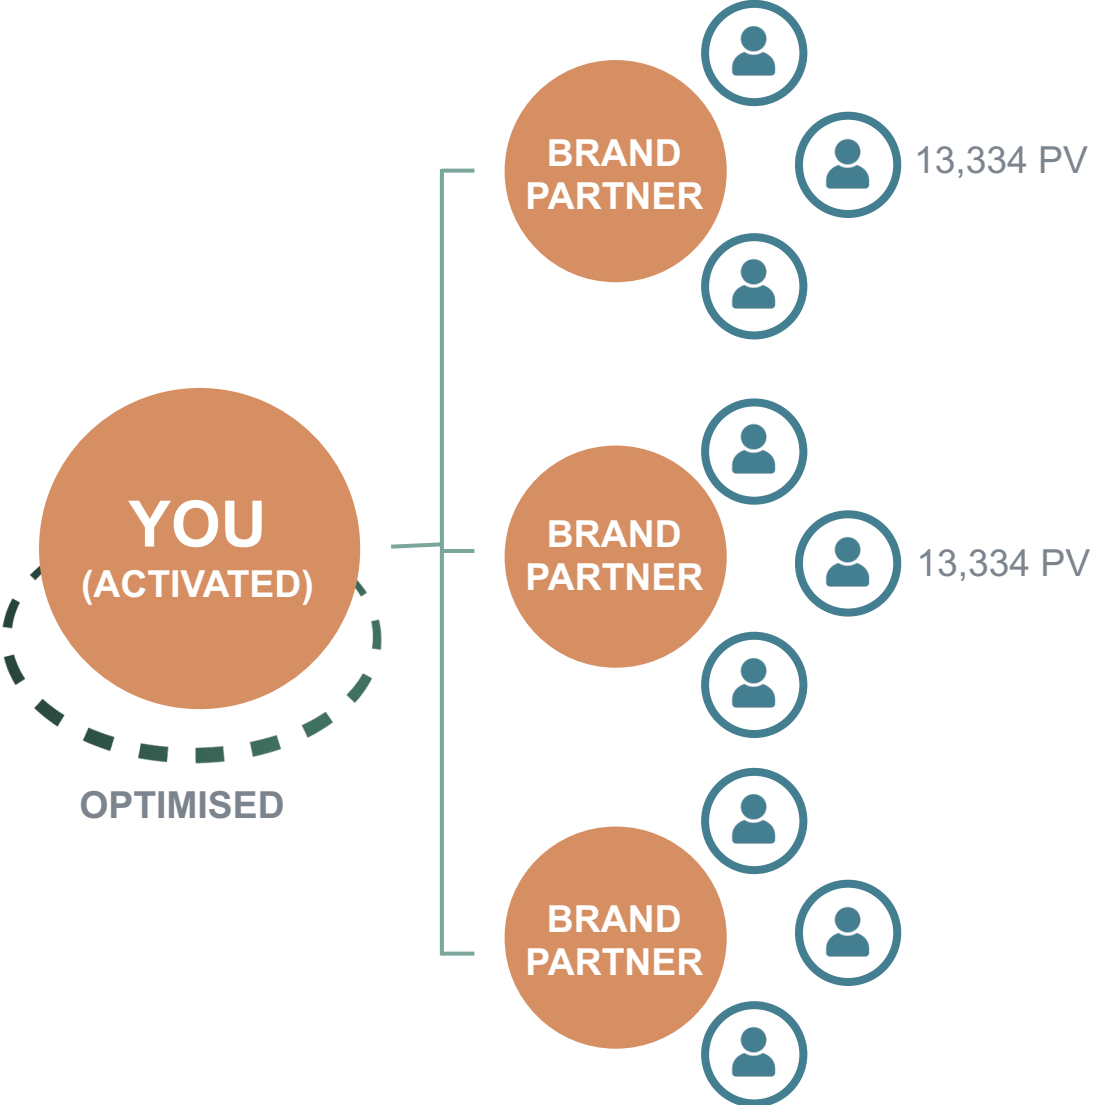 BRAND
PARTNER
13,334 PV
YOU
(ACTIVATED)
OPTIMISED
BRAND
PARTNER
13,334 PV
BRAND
PARTNER